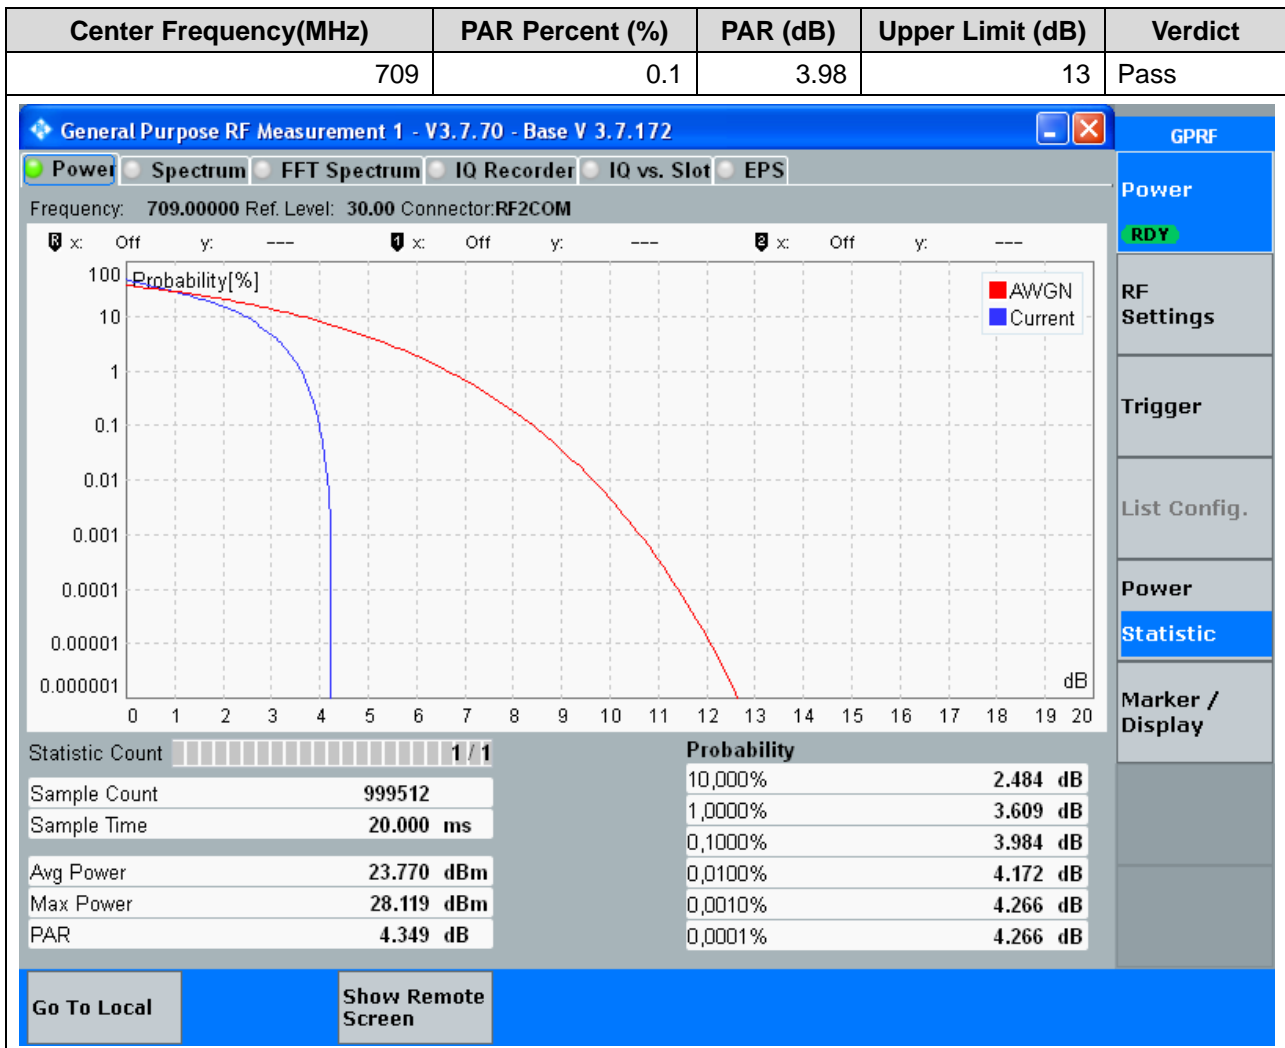 Center Frequency(MHz) PAR Percent (%) PAR (dB) Upper Limit (dB) Verdict
709 0.1 3.98 13 Pass
General Purpose RF Measurement 1 - V3.7.70 - Base V 3.7.172
GPRF
Power Spectrum FFT Spectrum IQ Recorder IQ vs. Slot EPS
Power
RDY
Frequency: 709.00000 Ref. Level: 30.00 Connector:RF2COM
R x: Off y: --- 1 x: Off y: --- 2 x: Off y: ---
Probability[%]
AWGN
Current
100
10
1
0.1
0.01
0.001
0.0001
0.00001
0.000001
dB
0 1 2 3 4 5 6 7 8 9 10 11 12 13 14 15 16 17 18 19 20
RF
Settings
Trigger
List Config.
Power
Statistic
Marker /
Display
Statistic Count 1 / 1
Sample Count 999512
Sample Time 20.000 ms
Avg Power 23.770 dBm
Max Power 28.119 dBm
PAR 4.349 dB
Probability
10,000% 2.484 dB
1,0000% 3.609 dB
0,1000% 3.984 dB
0,0100% 4.172 dB
0,0010% 4.266 dB
0,0001% 4.266 dB
Go To Local
Show Remote
Screen